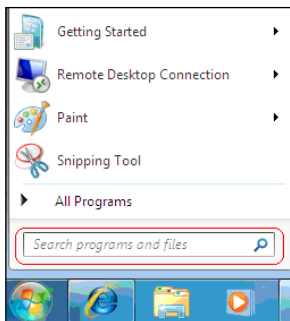 Getting Started
Remote Desktop Connection
Paint
Snipping Tool
All Programs
Search programs and files